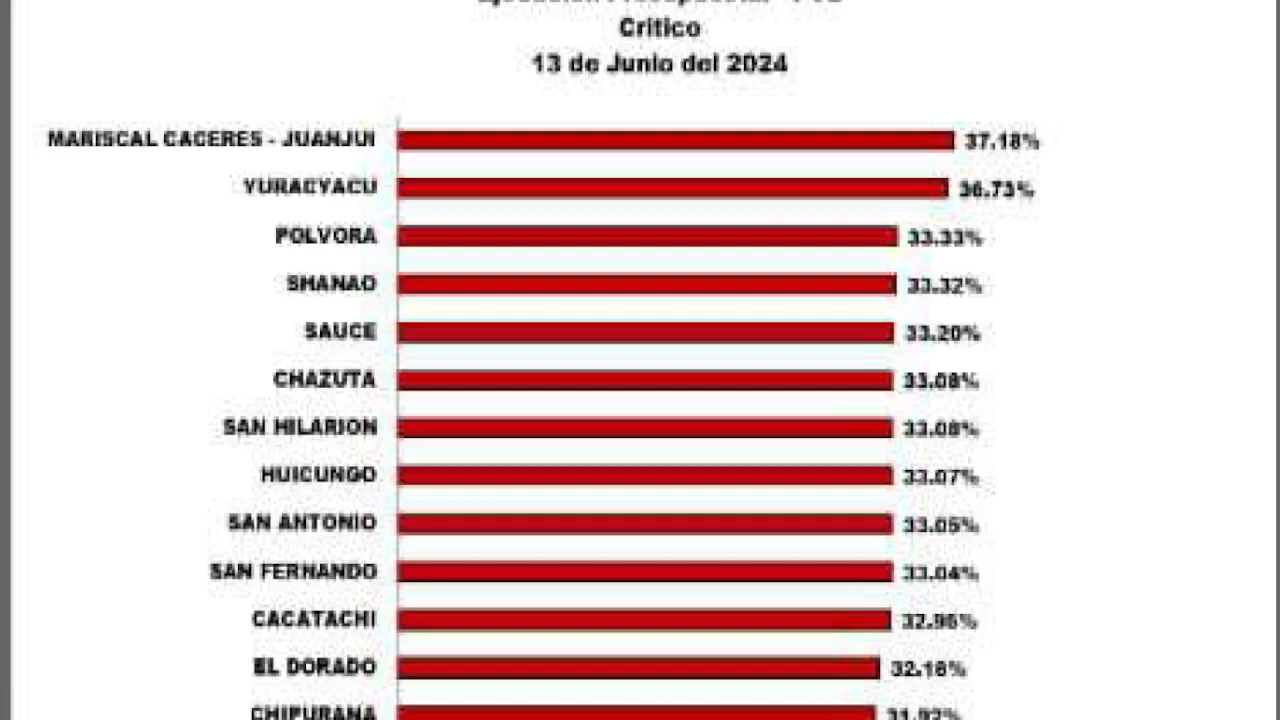 Critico
13 de Junio del 2024
MARISCAL CACERES - JUANJUI 37.18%
YURACYACU 36.73%
POLVORA 33.33%
SHANAO 33.32%
SAUCE 33.20%
CHAZUTA 33.08%
SAN HILARION 33.08%
HUICUNGO 33.07%
SAN ANTONIO 33.05%
SAN FERNANDO 33.04%
CACATACHI 32.96%
EL DORADO 32.18%
CHIPURANA